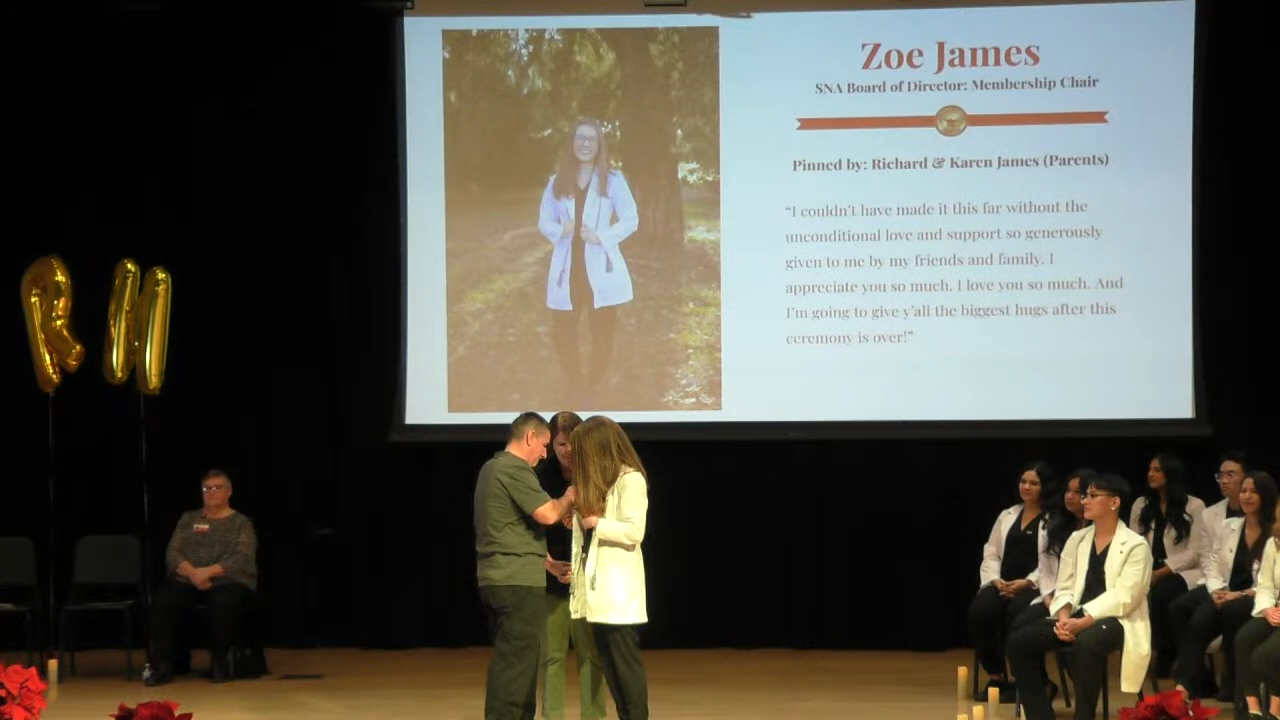 Zoe James
SNA Board of Director: Membership Chair
Pinned by: Richard & Karen James (Parents)
“I couldn't have made it this far without the
unconditional love and support so generously
given to me by my friends and family. I
appreciate you so much. I love you so much. And
I'm going to give y'all the biggest hugs after this
ceremony is over!”